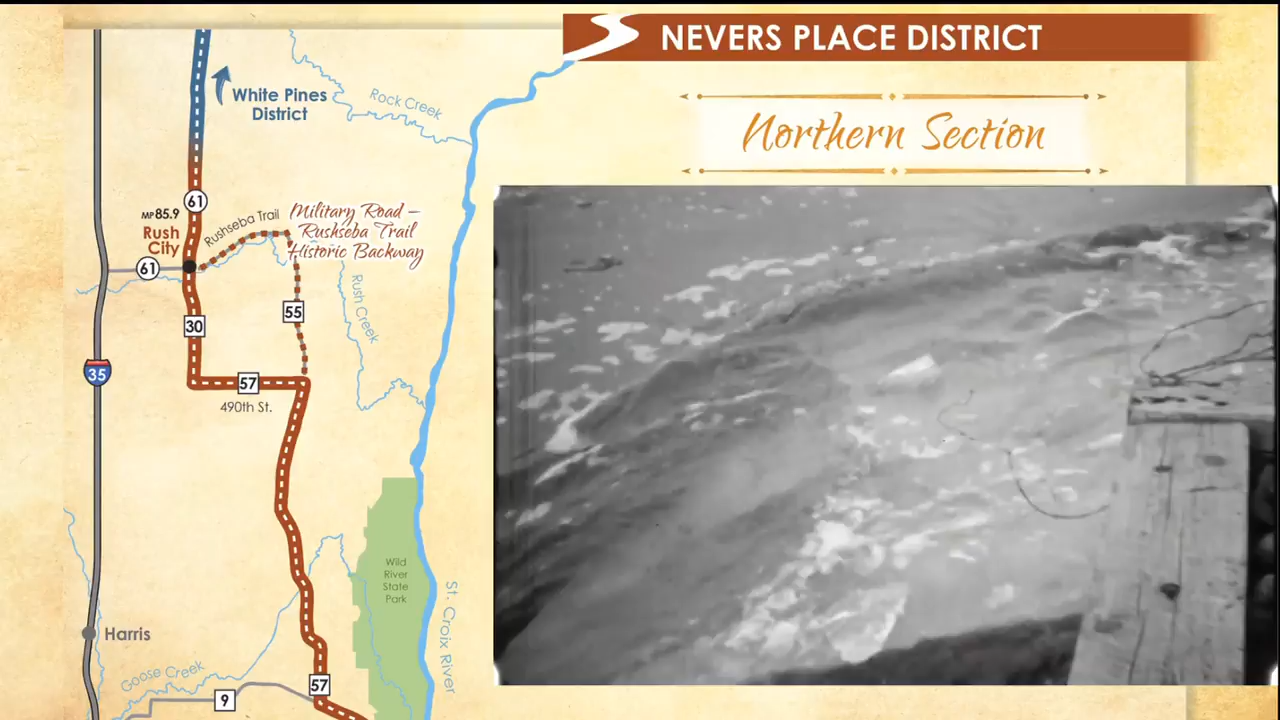 NEVERS PLACE DISTRICT
Northern Section
White Pines
District
Rock Creek
61
MP 85.9
Rush
City
Rushseba Trail
Military Road –
Rushseba Trail
Historic Backway
61
30
55
Rush Creek
35
57
490th St.
Wild
River
State
Park
St. Croix River
Harris
Goose Creek
9
57